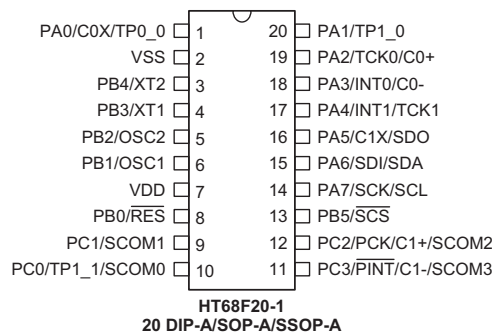 PA0/C0X/TP0_0 1 20 PA1/TP1_0
VSS 2 19 PA2/TCK0/C0+
PB4/XT2 3 18 PA3/INT0/C0-
PB3/XT1 4 17 PA4/INT1/TCK1
PB2/OSC2 5 16 PA5/C1X/SDO
PB1/OSC1 6 15 PA6/SDI/SDA
VDD 7 14 PA7/SCK/SCL
PB0/R̅E̅S̅ 8 13 PB5/S̅C̅S̅
PC1/SCOM1 9 12 PC2/PCK/C1+/SCOM2
PC0/TP1_1/SCOM0 10 11 PC3/P̅I̅N̅T̅/C1-/SCOM3
HT68F20-1
20 DIP-A/SOP-A/SSOP-A